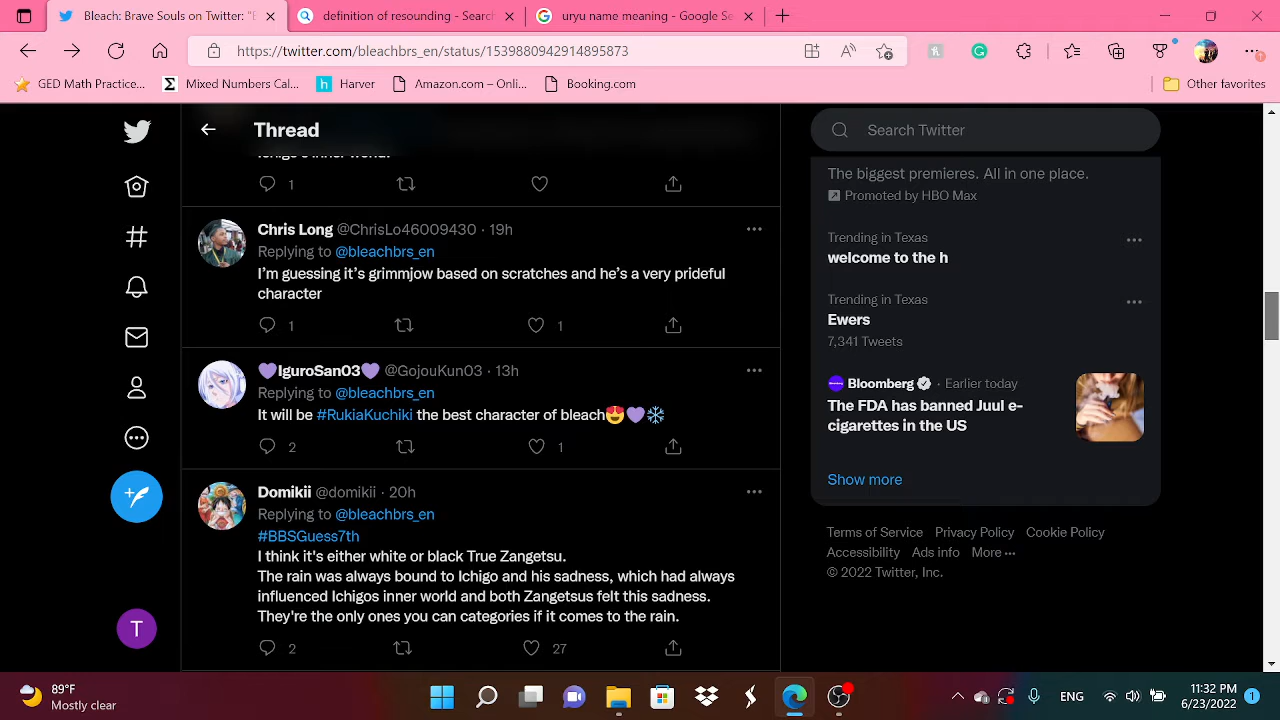 Bleach: Brave Souls on Twitter: "E
definition of resounding - Search
uryu name meaning - Google Se
https://twitter.com/bleachbrs_en/status/1539880942914895873
GED Math Practice...
Mixed Numbers Cal...
Harver
Amazon.com – Onli...
Booking.com
Other favorites
Thread
Search Twitter
Ichigo's inner world.
1
Chris Long @ChrisLo46009430 · 19h
Replying to @bleachbrs_en
I'm guessing it's grimmjow based on scratches and he's a very prideful
character
1 1
💜IguroSan03💜 @GojouKun03 · 13h
Replying to @bleachbrs_en
It will be #RukiaKuchiki the best character of bleach😍💜❄
2 1
Domikii @domikii · 20h
Replying to @bleachbrs_en
#BBSGuess7th
I think it's either white or black True Zangetsu.
The rain was always bound to Ichigo and his sadness, which had always
influenced Ichigos inner world and both Zangetsus felt this sadness.
They're the only ones you can categories if it comes to the rain.
2 27
The biggest premieres. All in one place.
Promoted by HBO Max
Trending in Texas
welcome to the h
Trending in Texas
Ewers
7,341 Tweets
Bloomberg · Earlier today
The FDA has banned Juul e-
cigarettes in the US
Show more
Terms of Service Privacy Policy Cookie Policy
Accessibility Ads info More ···
© 2022 Twitter, Inc.
T
89°F
Mostly clear
ENG
11:32 PM
6/23/2022
1